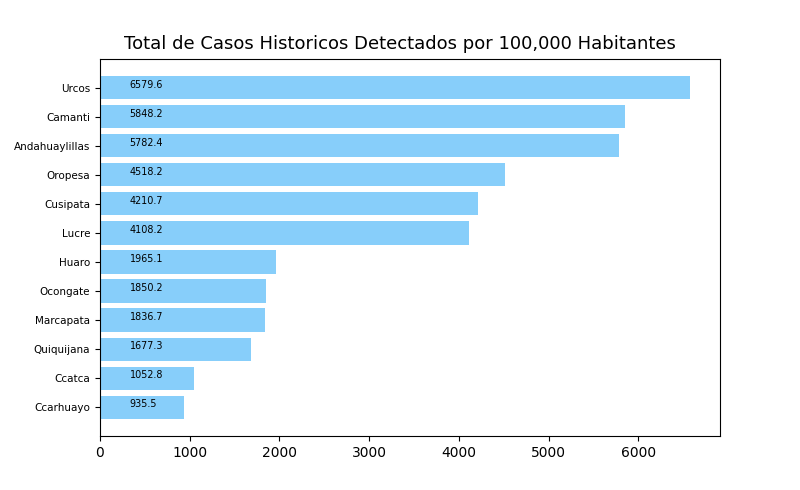 Total de Casos Historicos Detectados por 100,000 Habitantes
Urcos 6579.6
Camanti 5848.2
Andahuaylillas 5782.4
Oropesa 4518.2
Cusipata 4210.7
Lucre 4108.2
Huaro 1965.1
Ocongate 1850.2
Marcapata 1836.7
Quiquijana 1677.3
Ccatca 1052.8
Ccarhuayo 935.5
0 1000 2000 3000 4000 5000 6000